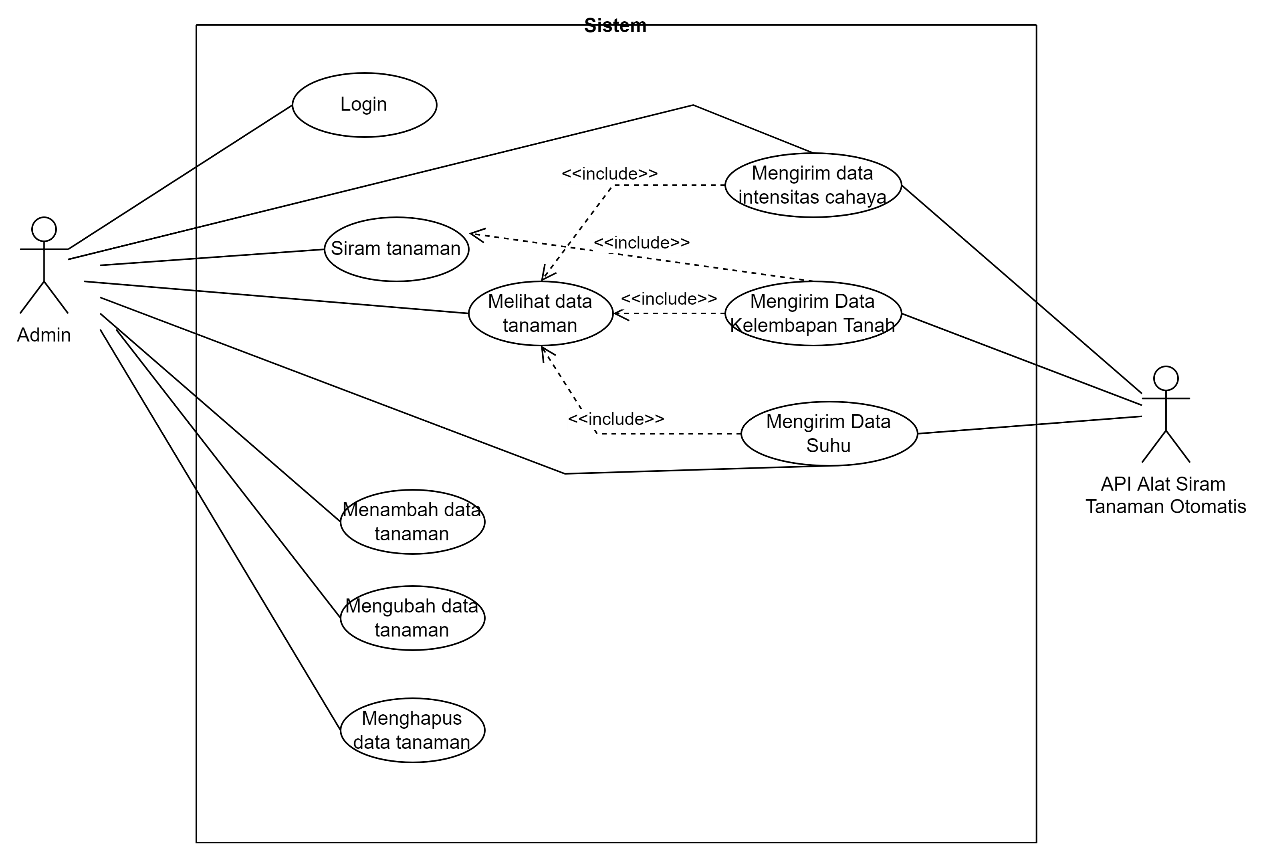 Sistem
Login
Mengirim data
intensitas cahaya
<<include>>
Siram tanaman
<<include>>
Melihat data
tanaman
<<include>>
Mengirim Data
Kelembapan Tanah
Admin
<<include>>
Mengirim Data
Suhu
API Alat Siram
Tanaman Otomatis
Menambah data
tanaman
Mengubah data
tanaman
Menghapus
data tanaman